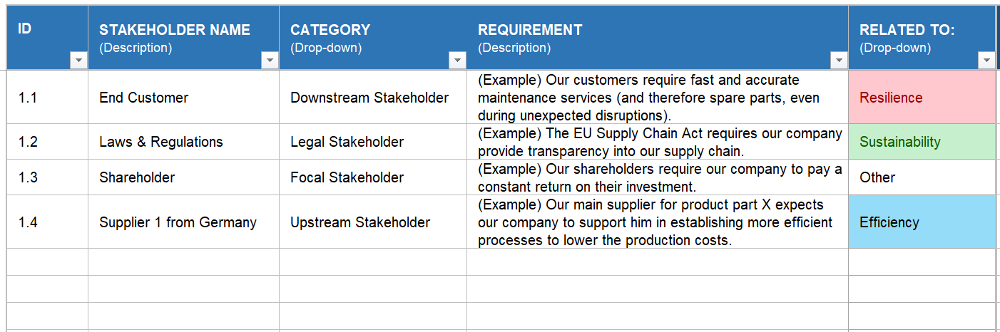 ID
STAKEHOLDER NAME
(Description)
CATEGORY
(Drop-down)
REQUIREMENT
(Description)
RELATED TO:
(Drop-down)
1.1
End Customer
Downstream Stakeholder
(Example) Our customers require fast and accurate
maintenance services (and therefore spare parts, even
during unexpected disruptions).
Resilience
1.2
Laws & Regulations
Legal Stakeholder
(Example) The EU Supply Chain Act requires our company
provide transparency into our supply chain.
Sustainability
1.3
Shareholder
Focal Stakeholder
(Example) Our shareholders require our company to pay a
constant return on their investment.
Other
1.4
Supplier 1 from Germany
Upstream Stakeholder
(Example) Our main supplier for product part X expects
our company to support him in establishing more efficient
processes to lower the production costs.
Efficiency